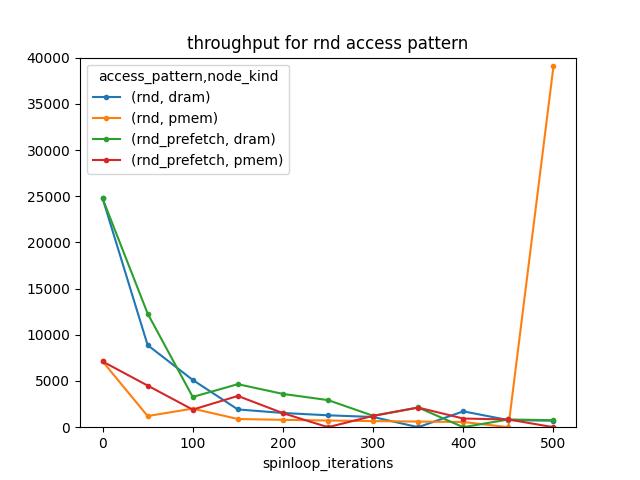 throughput for rnd access pattern
40000
35000
30000
25000
20000
15000
10000
5000
0
access_pattern,node_kind
(rnd, dram)
(rnd, pmem)
(rnd_prefetch, dram)
(rnd_prefetch, pmem)
0 100 200 300 400 500
spinloop_iterations